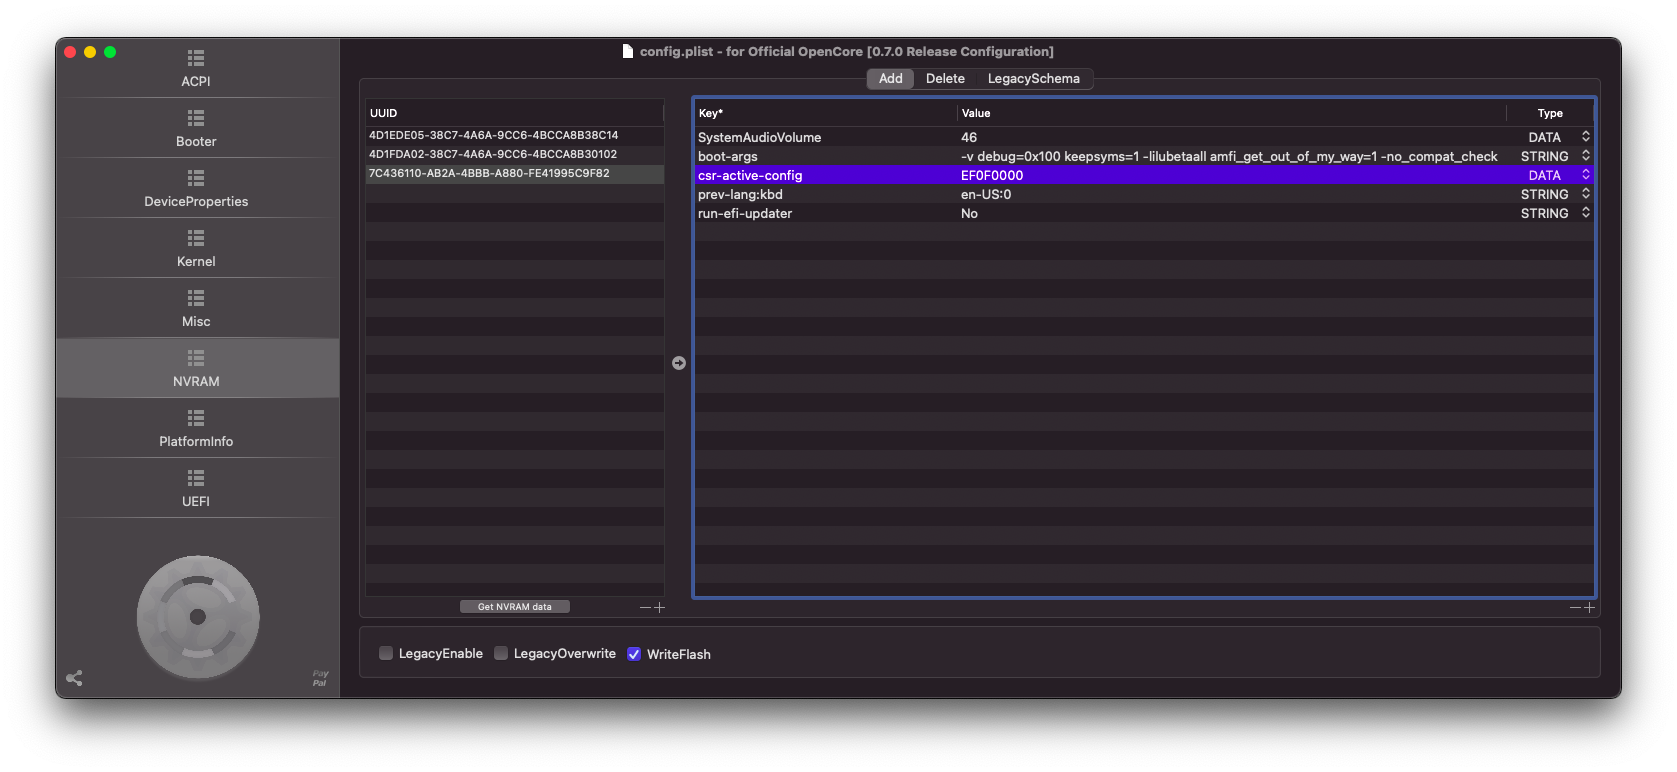 config.plist - for Official OpenCore [0.7.0 Release Configuration]
ACPI
Booter
DeviceProperties
Kernel
Misc
NVRAM
PlatformInfo
UEFI
Pay
Pal
Add Delete LegacySchema
UUID
4D1EDE05-38C7-4A6A-9CC6-4BCCA8B38C14
4D1FDA02-38C7-4A6A-9CC6-4BCCA8B30102
7C436110-AB2A-4BBB-A880-FE41995C9F82
Get NVRAM data
Key* Value Type
SystemAudioVolume 46 DATA
boot-args -v debug=0x100 keepsyms=1 -lilubetaall amfi_get_out_of_my_way=1 -no_compat_check STRING
csr-active-config EF0F0000 DATA
prev-lang:kbd en-US:0 STRING
run-efi-updater No STRING
LegacyEnable LegacyOverwrite WriteFlash